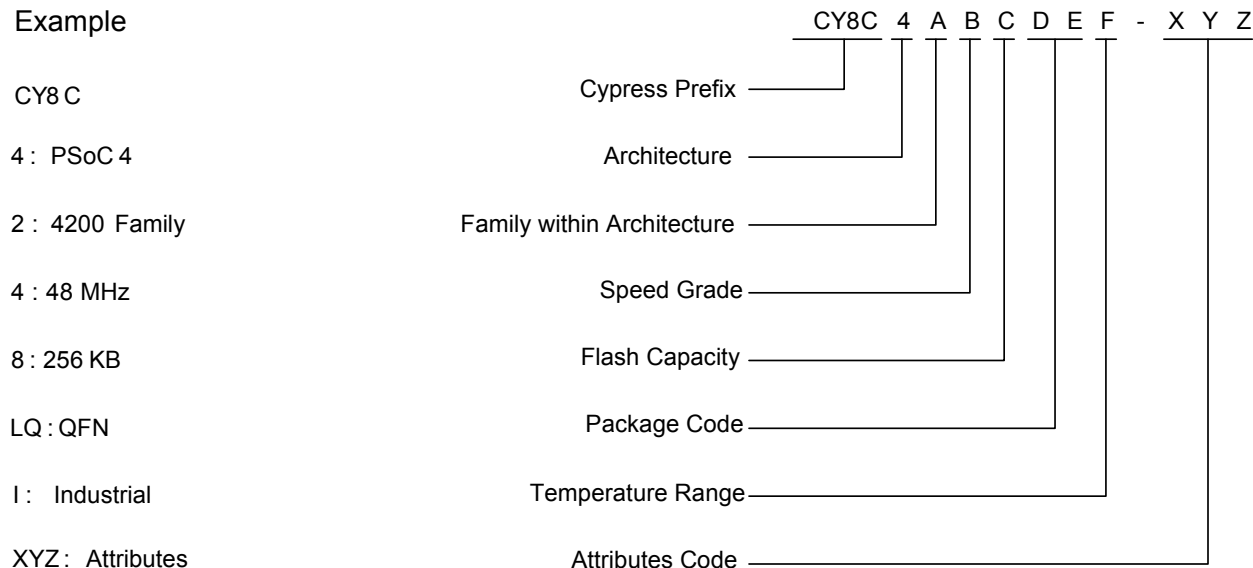 Example
CY8C 4 A B C D E F - X Y Z
CY8 C
Cypress Prefix
4 : PSoC 4
Architecture
2 : 4200 Family
Family within Architecture
4 : 48 MHz
Speed Grade
8 : 256 KB
Flash Capacity
LQ : QFN
Package Code
I : Industrial
Temperature Range
XYZ : Attributes
Attributes Code